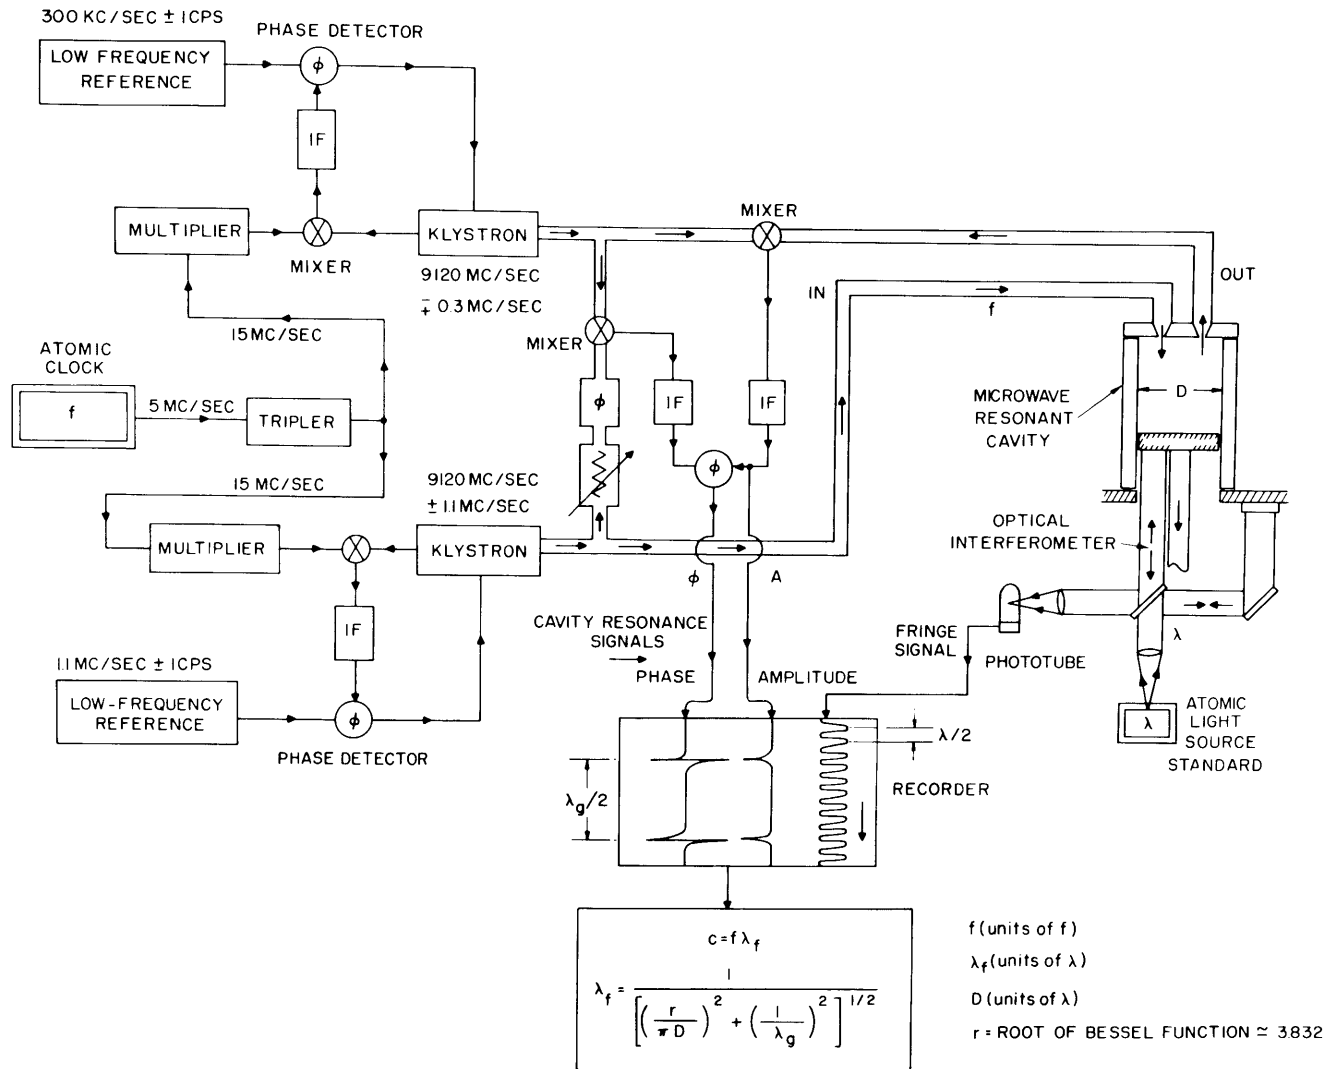 300 KC/SEC ± 1CPS
PHASE DETECTOR
LOW FREQUENCY
REFERENCE
ϕ
IF
MULTIPLIER
MIXER
KLYSTRON
9120 MC/SEC
∓ 0.3 MC/SEC
MIXER
OUT
IN
f
15 MC/SEC
MIXER
ATOMIC
CLOCK
f
5 MC/SEC
TRIPLER
ϕ
IF
IF
ϕ
D
MICROWAVE
RESONANT
CAVITY
15 MC/SEC
9120 MC/SEC
± 1.1 MC/SEC
MULTIPLIER
KLYSTRON
OPTICAL
INTERFEROMETER
ϕ
A
IF
CAVITY RESONANCE
SIGNALS
PHASE
AMPLITUDE
FRINGE
SIGNAL
PHOTOTUBE
λ
1.1 MC/SEC ± 1CPS
LOW-FREQUENCY
REFERENCE
ϕ
PHASE DETECTOR
λ
ATOMIC
LIGHT
SOURCE
STANDARD
λ/2
RECORDER
λg/2
c = fλf
λf = 1 / [(r/πD)² + (1/λg)²]^1/2
f (units of f)
λf (units of λ)
D (units of λ)
r = ROOT OF BESSEL FUNCTION ≃ 3.832